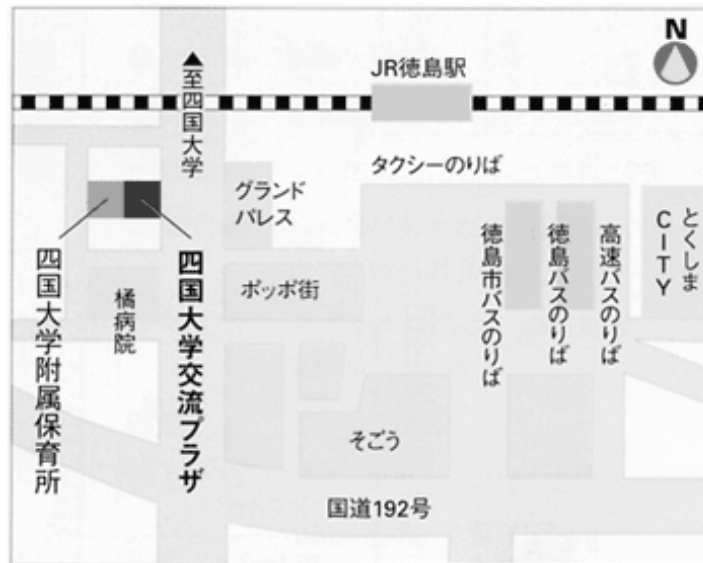 N
JR徳島駅
▲至四国大学
タクシーのりば
グランド
パレス
徳島市バスのりば
徳島バスのりば
高速バスのりば
とくしま
CITY
四国大学附属保育所
橘病院
四国大学交流プラザ
ポッポ街
そごう
国道192号